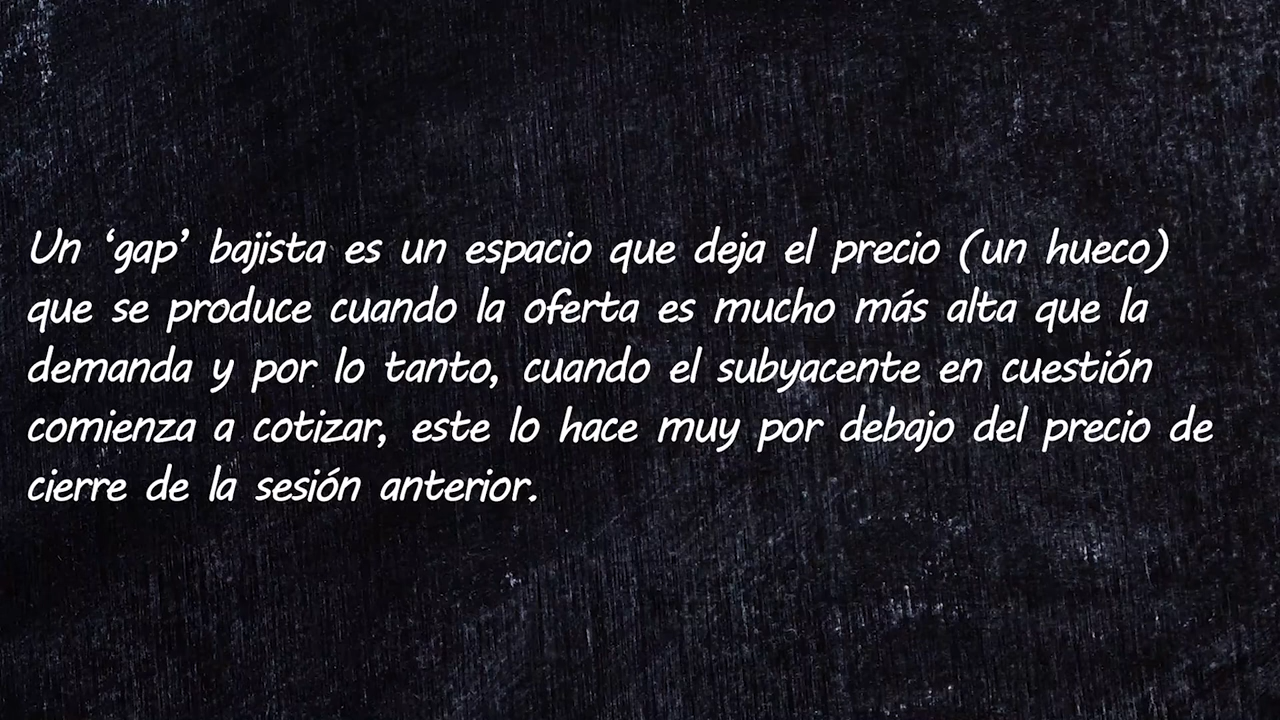 Un ‘gap’ bajista es un espacio que deja el precio (un hueco)
que se produce cuando la oferta es mucho más alta que la
demanda y por lo tanto, cuando el subyacente en cuestión
comienza a cotizar, este lo hace muy por debajo del precio de
cierre de la sesión anterior.